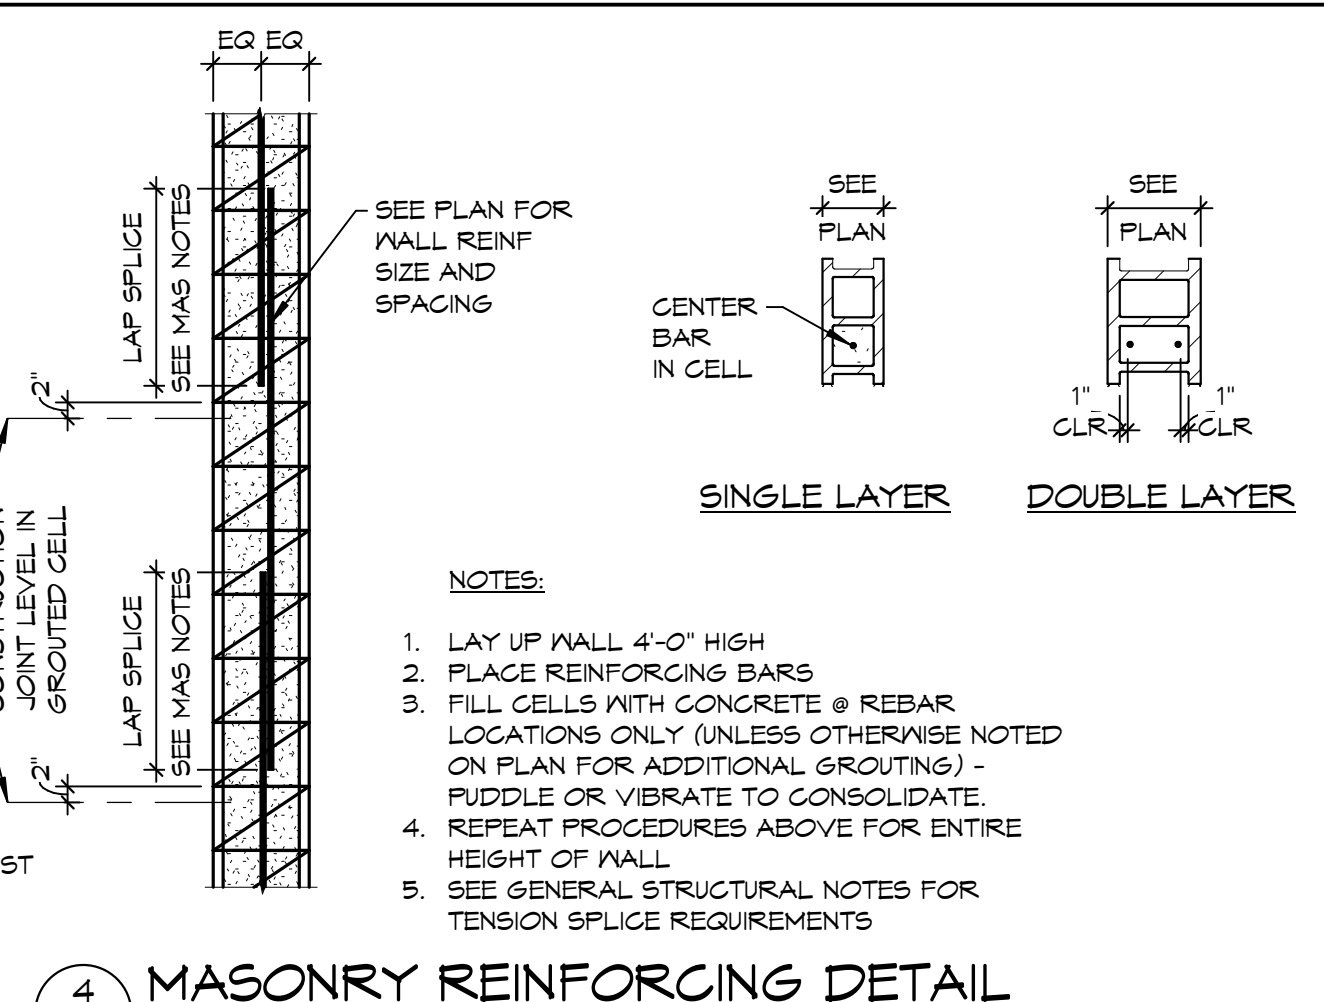 EQ EQ
LAP SPLICE
SEE MAS NOTES
SEE PLAN FOR
WALL REINF
SIZE AND
SPACING
2"
JOINT LEVEL IN
GROUTED CELL
LAP SPLICE
SEE MAS NOTES
2"
ST
SEE
PLAN
CENTER
BAR
IN CELL
SINGLE LAYER
SEE
PLAN
1"
CLR
1"
CLR
DOUBLE LAYER
NOTES:
1. LAY UP WALL 4'-0" HIGH
2. PLACE REINFORCING BARS
3. FILL CELLS WITH CONCRETE @ REBAR
LOCATIONS ONLY (UNLESS OTHERWISE NOTED
ON PLAN FOR ADDITIONAL GROUTING) -
PUDDLE OR VIBRATE TO CONSOLIDATE.
4. REPEAT PROCEDURES ABOVE FOR ENTIRE
HEIGHT OF WALL
5. SEE GENERAL STRUCTURAL NOTES FOR
TENSION SPLICE REQUIREMENTS
4 MASONRY REINFORCING DETAIL